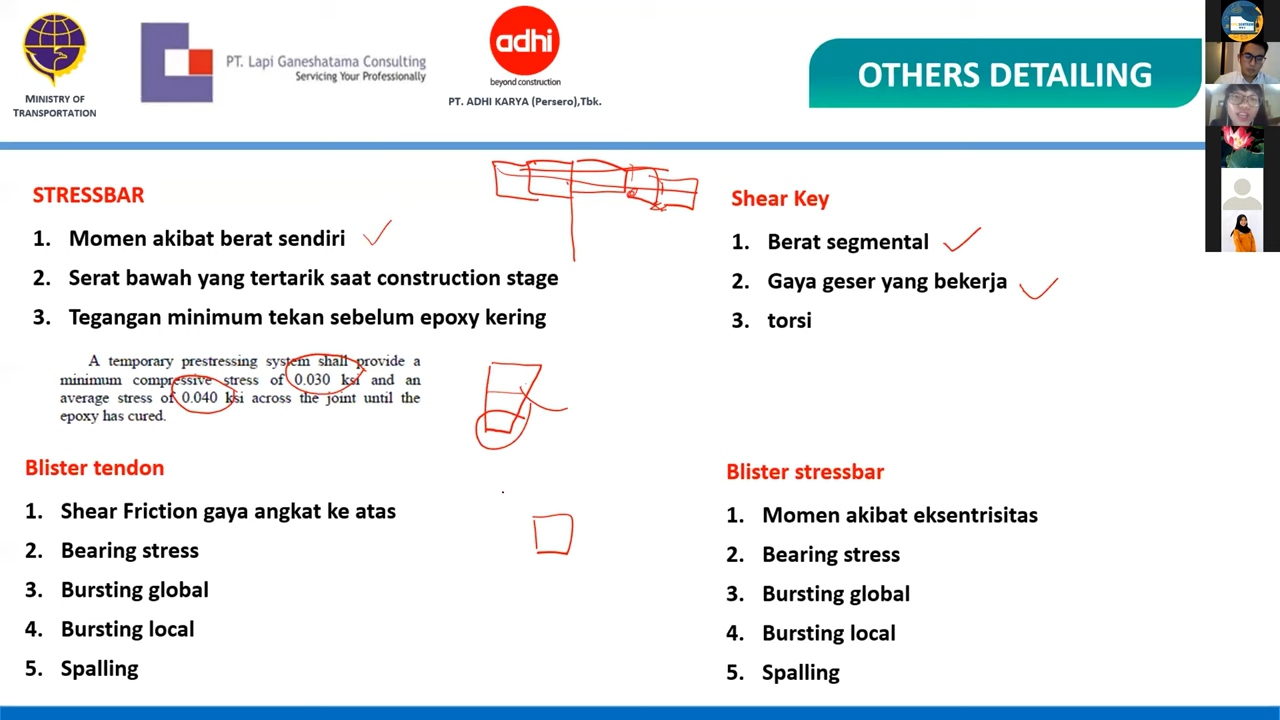 MINISTRY OF
TRANSPORTATION
PT. Lapi Ganeshatama Consulting
Servicing Your Professionally
adhi
beyond construction
PT. ADHI KARYA (Persero),Tbk.
OTHERS DETAILING
STRESSBAR
1. Momen akibat berat sendiri
2. Serat bawah yang tertarik saat construction stage
3. Tegangan minimum tekan sebelum epoxy kering
A temporary prestressing system shall provide a
minimum compressive stress of 0.030 ksi and an
average stress of 0.040 ksi across the joint until the
epoxy has cured.
Shear Key
1. Berat segmental
2. Gaya geser yang bekerja
3. torsi
Blister tendon
1. Shear Friction gaya angkat ke atas
2. Bearing stress
3. Bursting global
4. Bursting local
5. Spalling
Blister stressbar
1. Momen akibat eksentrisitas
2. Bearing stress
3. Bursting global
4. Bursting local
5. Spalling